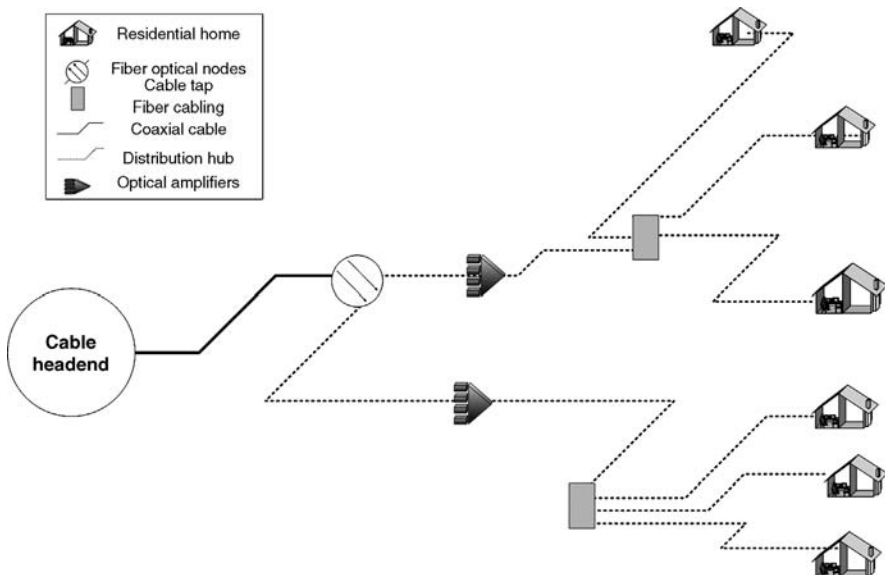 Residential home
Fiber optical nodes
Cable tap
Fiber cabling
Coaxial cable
Distribution hub
Optical amplifiers
Cable
headend